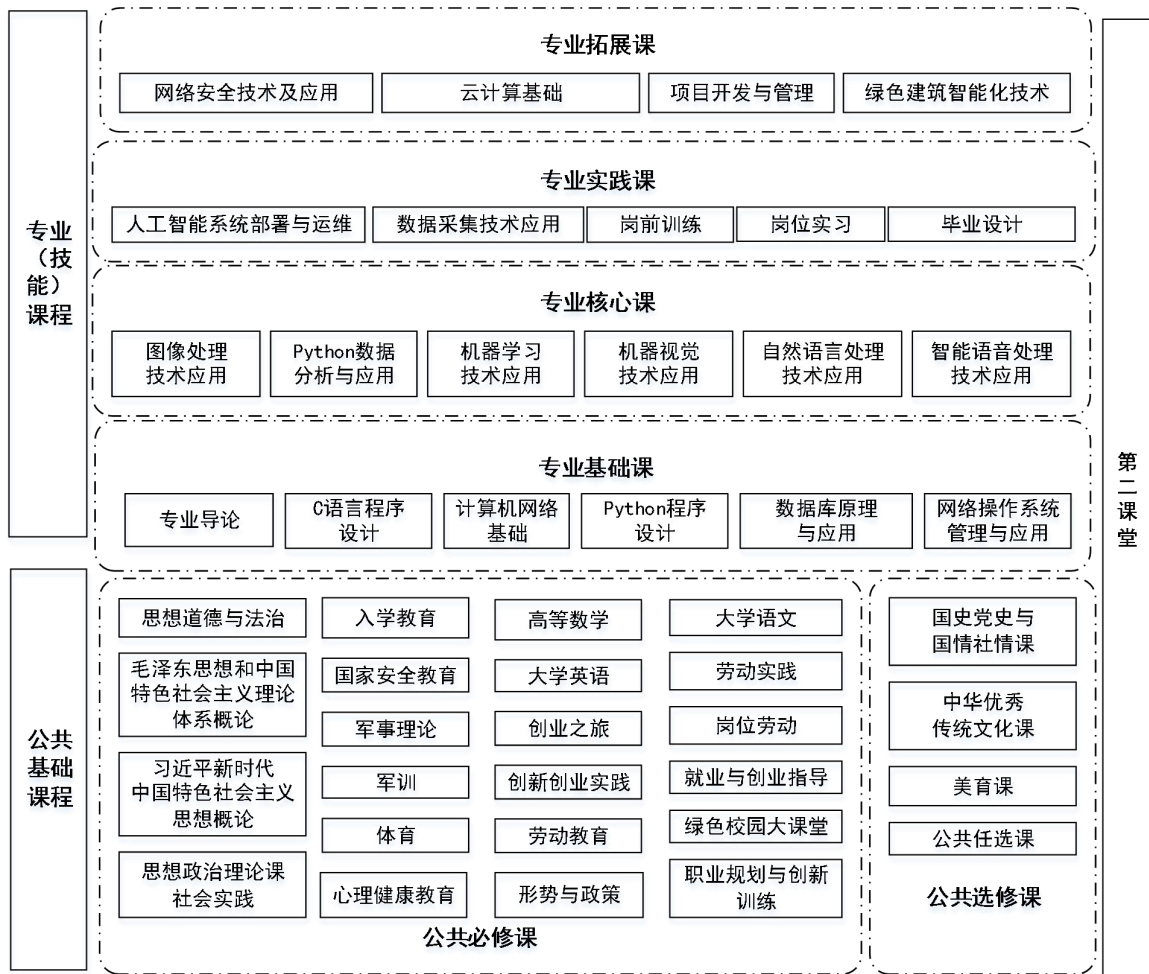 专业拓展课
网络安全技术及应用
云计算基础
项目开发与管理
绿色建筑智能化技术
专业实践课
人工智能系统部署与运维
数据采集技术应用
岗前训练
岗位实习
毕业设计
专业
（技
能）
课程
专业核心课
图像处理
技术应用
Python数据
分析与应用
机器学习
技术应用
机器视觉
技术应用
自然语言处理
技术应用
智能语音处理
技术应用
专业基础课
专业导论
C语言程序
设计
计算机网络
基础
Python程序
设计
数据库原理
与应用
网络操作系统
管理与应用
第
二
课
堂
公共
基础
课程
思想道德与法治
毛泽东思想和中国
特色社会主义理论
体系概论
习近平新时代
中国特色社会主义
思想概论
思想政治理论课
社会实践
入学教育
国家安全教育
军事理论
军训
体育
心理健康教育
高等数学
大学英语
创业之旅
创新创业实践
劳动教育
形势与政策
大学语文
劳动实践
岗位劳动
就业与创业指导
绿色校园大课堂
职业规划与创新
训练
公共必修课
国史党史与
国情社情课
中华优秀
传统文化课
美育课
公共任选课
公共选修课